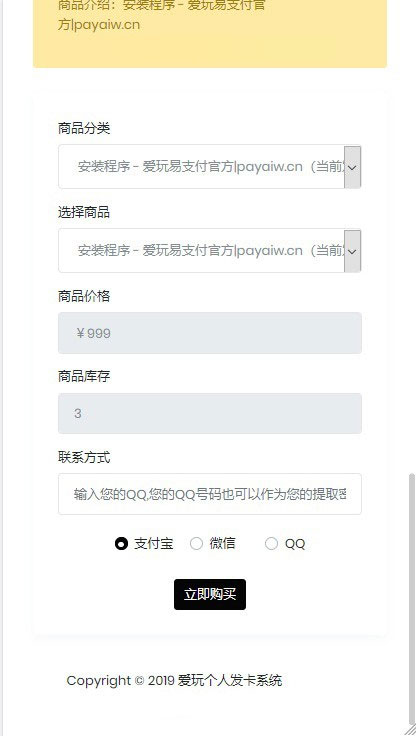 商品介绍：安装程序 - 爱玩易支付官
方|payaiw.cn
商品分类
安装程序 - 爱玩易支付官方|payaiw.cn（当前
选择商品
安装程序 - 爱玩易支付官方|payaiw.cn（当前
商品价格
￥999
商品库存
3
联系方式
输入您的QQ,您的QQ号码也可以作为您的提取密
支付宝 微信 QQ
立即购买
Copyright © 2019 爱玩个人发卡系统